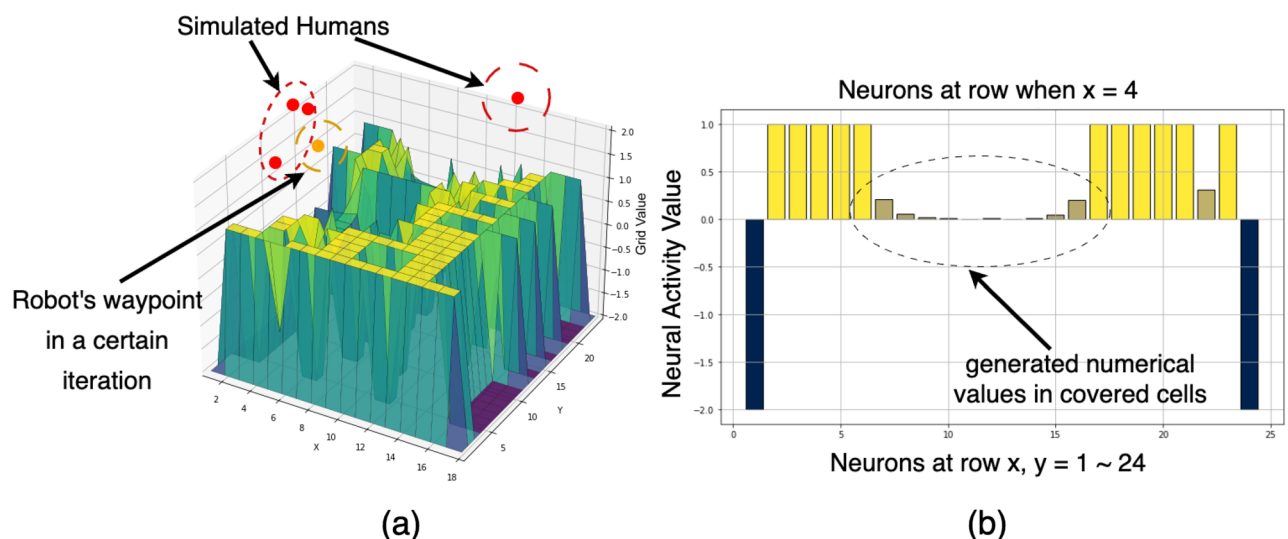 Simulated Humans
Robot's waypoint
in a certain
iteration
2.0
1.5
1.0
0.5
0.0
−0.5
−1.0
−1.5
−2.0
Grid Value
2
4
6
8
10
12
14
16
18
X
5
10
15
20
Y
(a)
Neurons at row when x = 4
1.0
0.5
0.0
−0.5
−1.0
−1.5
−2.0
Neural Activity Value
generated numerical
values in covered cells
0
5
10
15
20
25
Neurons at row x, y = 1 ~ 24
(b)